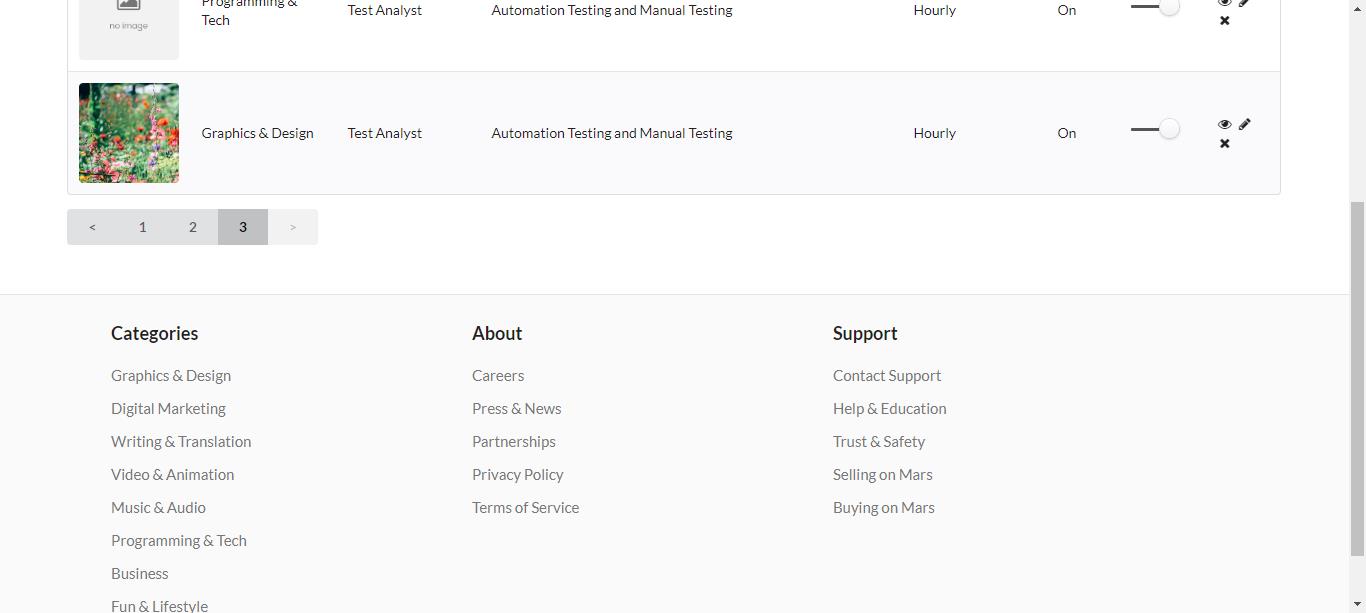 Programming &
Tech
Test Analyst
Automation Testing and Manual Testing
Hourly
On
no image
Graphics & Design
Test Analyst
Automation Testing and Manual Testing
Hourly
On
< 1 2 3 >
Categories
Graphics & Design
Digital Marketing
Writing & Translation
Video & Animation
Music & Audio
Programming & Tech
Business
Fun & Lifestyle
About
Careers
Press & News
Partnerships
Privacy Policy
Terms of Service
Support
Contact Support
Help & Education
Trust & Safety
Selling on Mars
Buying on Mars